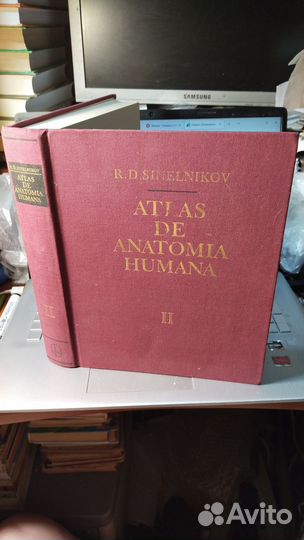 SAMSUNG
R.D. SINELNIKOV
ATLAS
DE
ANATOMIA
HUMANA
II
R.D. SINELNIKOV
ATLAS
DE
ANATOMIA
HUMANA
II
Avito